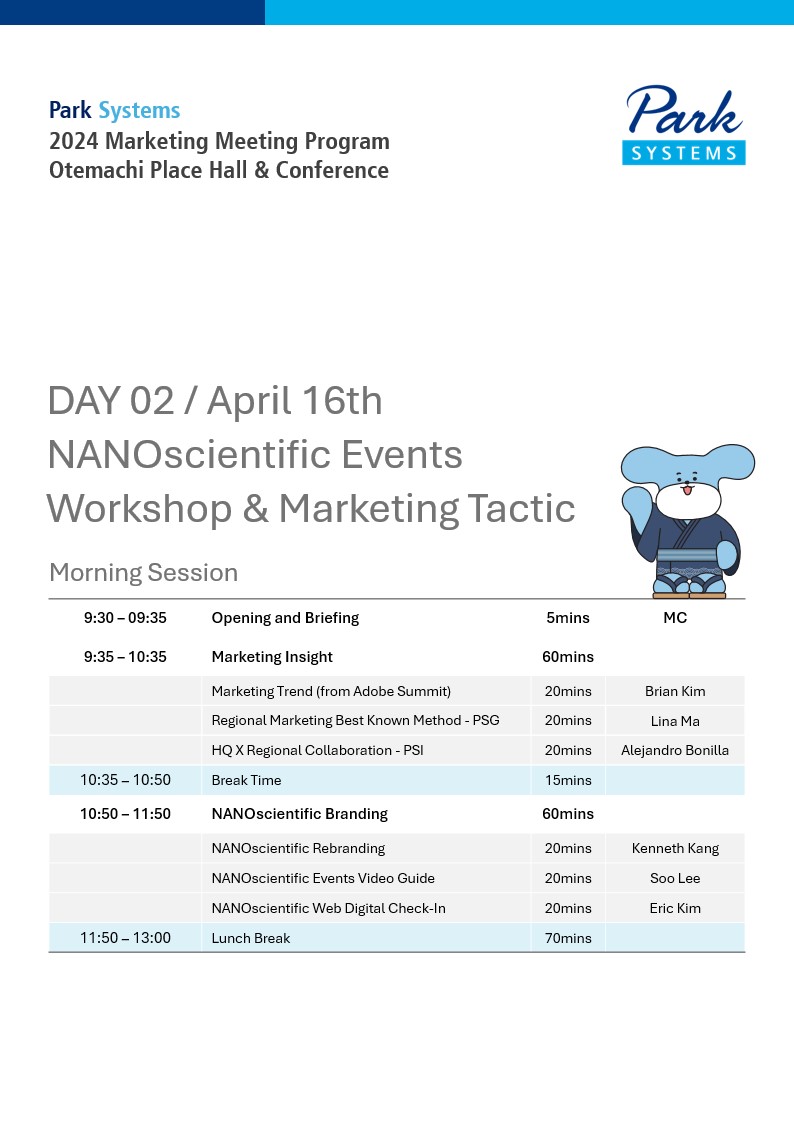 Park Systems
2024 Marketing Meeting Program
Otemachi Place Hall & Conference
Park
SYSTEMS
DAY 02 / April 16th
NANOscientific Events
Workshop & Marketing Tactic
Morning Session
9:30 – 09:35 Opening and Briefing 5mins MC
9:35 – 10:35 Marketing Insight 60mins
Marketing Trend (from Adobe Summit) 20mins Brian Kim
Regional Marketing Best Known Method - PSG 20mins Lina Ma
HQ X Regional Collaboration - PSI 20mins Alejandro Bonilla
10:35 – 10:50 Break Time 15mins
10:50 – 11:50 NANOscientific Branding 60mins
NANOscientific Rebranding 20mins Kenneth Kang
NANOscientific Events Video Guide 20mins Soo Lee
NANOscientific Web Digital Check-In 20mins Eric Kim
11:50 – 13:00 Lunch Break 70mins